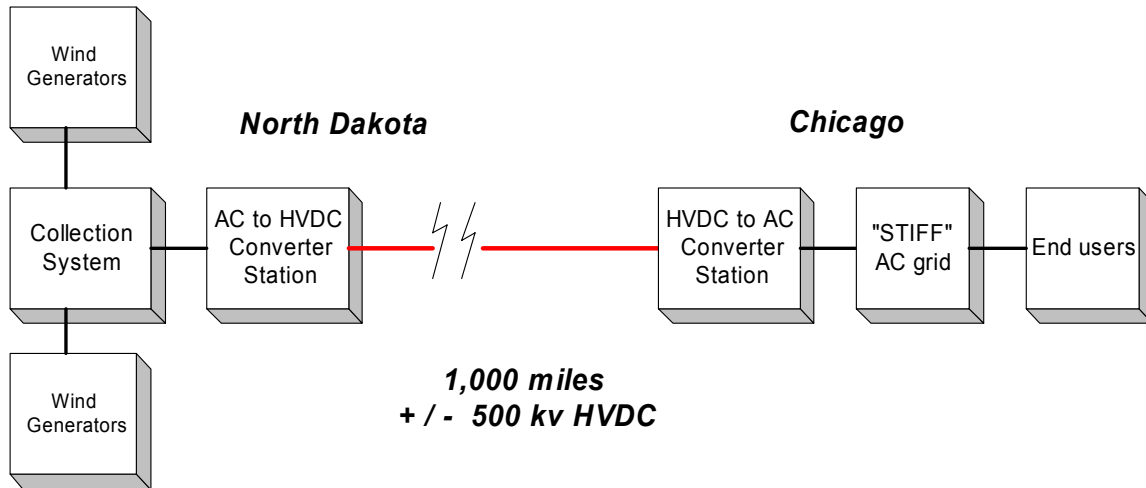 Wind
Generators
North Dakota
Chicago
Collection
System
AC to HVDC
Converter
Station
HVDC to AC
Converter
Station
"STIFF"
AC grid
End users
Wind
Generators
1,000 miles
+ / -  500 kv HVDC